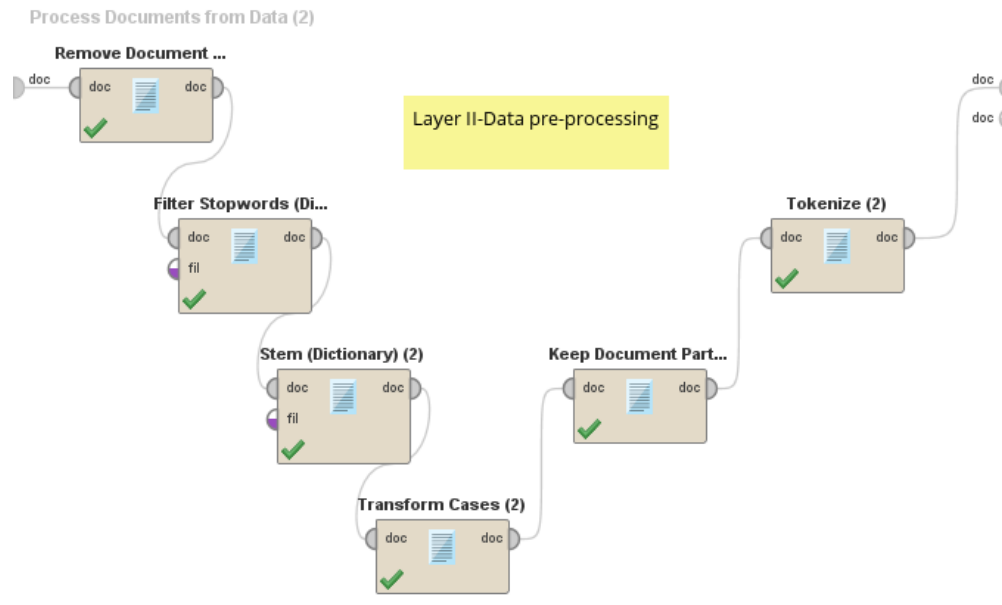 Process Documents from Data (2)
Remove Document ...
doc
doc
doc
Layer II-Data pre-processing
doc
doc
Filter Stopwords (Di...
doc
doc
fil
Tokenize (2)
doc
doc
Stem (Dictionary) (2)
doc
doc
fil
Keep Document Part...
doc
doc
Transform Cases (2)
doc
doc